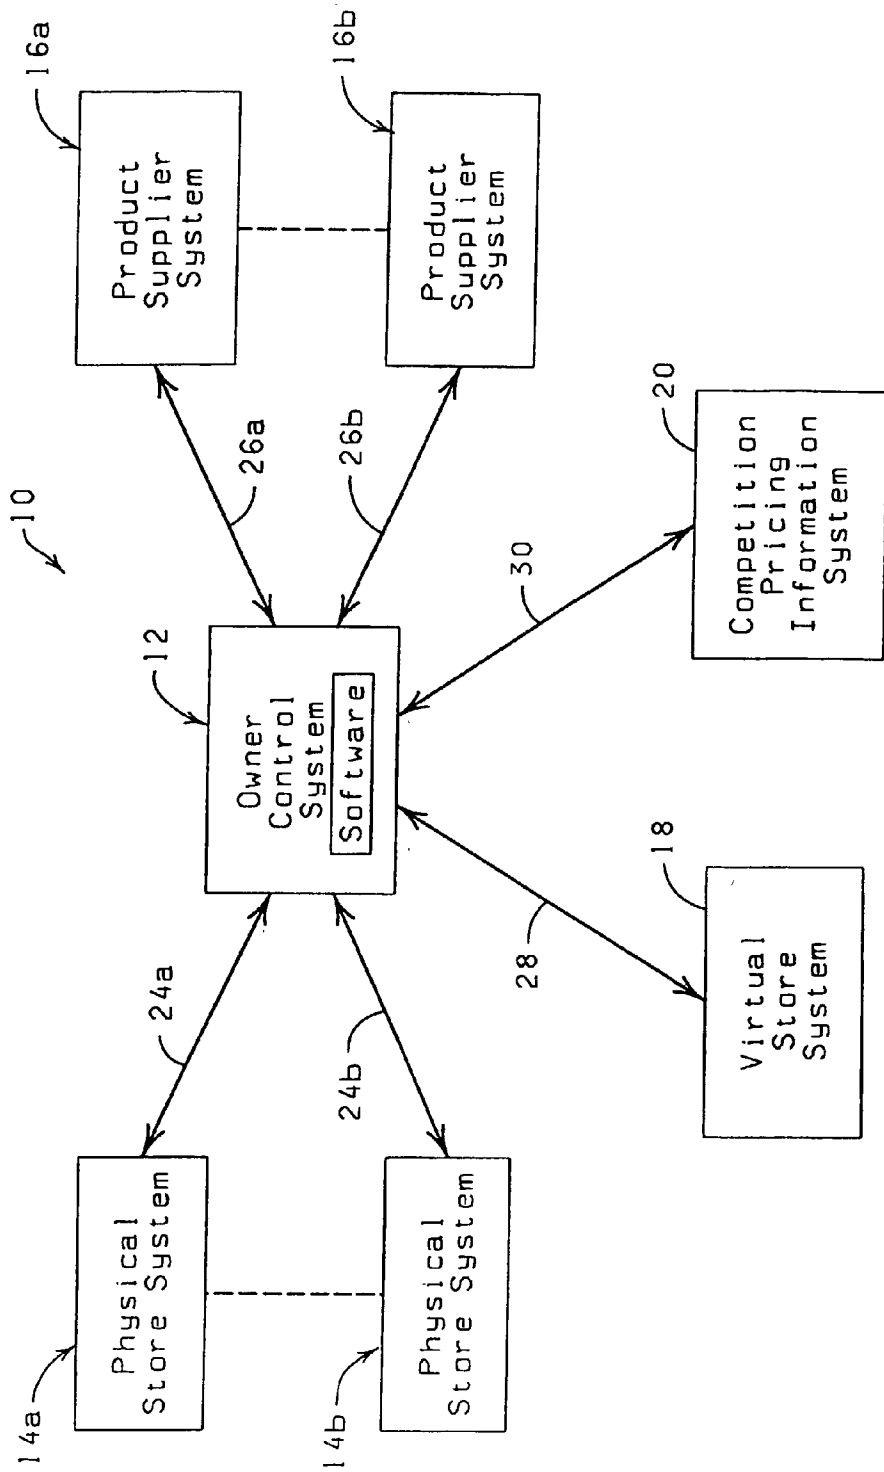 10
14a
Physical
Store System
24a
12
Owner
Control
System
Software
26a
16a
Product
Supplier
System
14b
Physical
Store System
24b
26b
16b
Product
Supplier
System
28
18
Virtual
Store
System
30
20
Competition
Pricing
Information
System